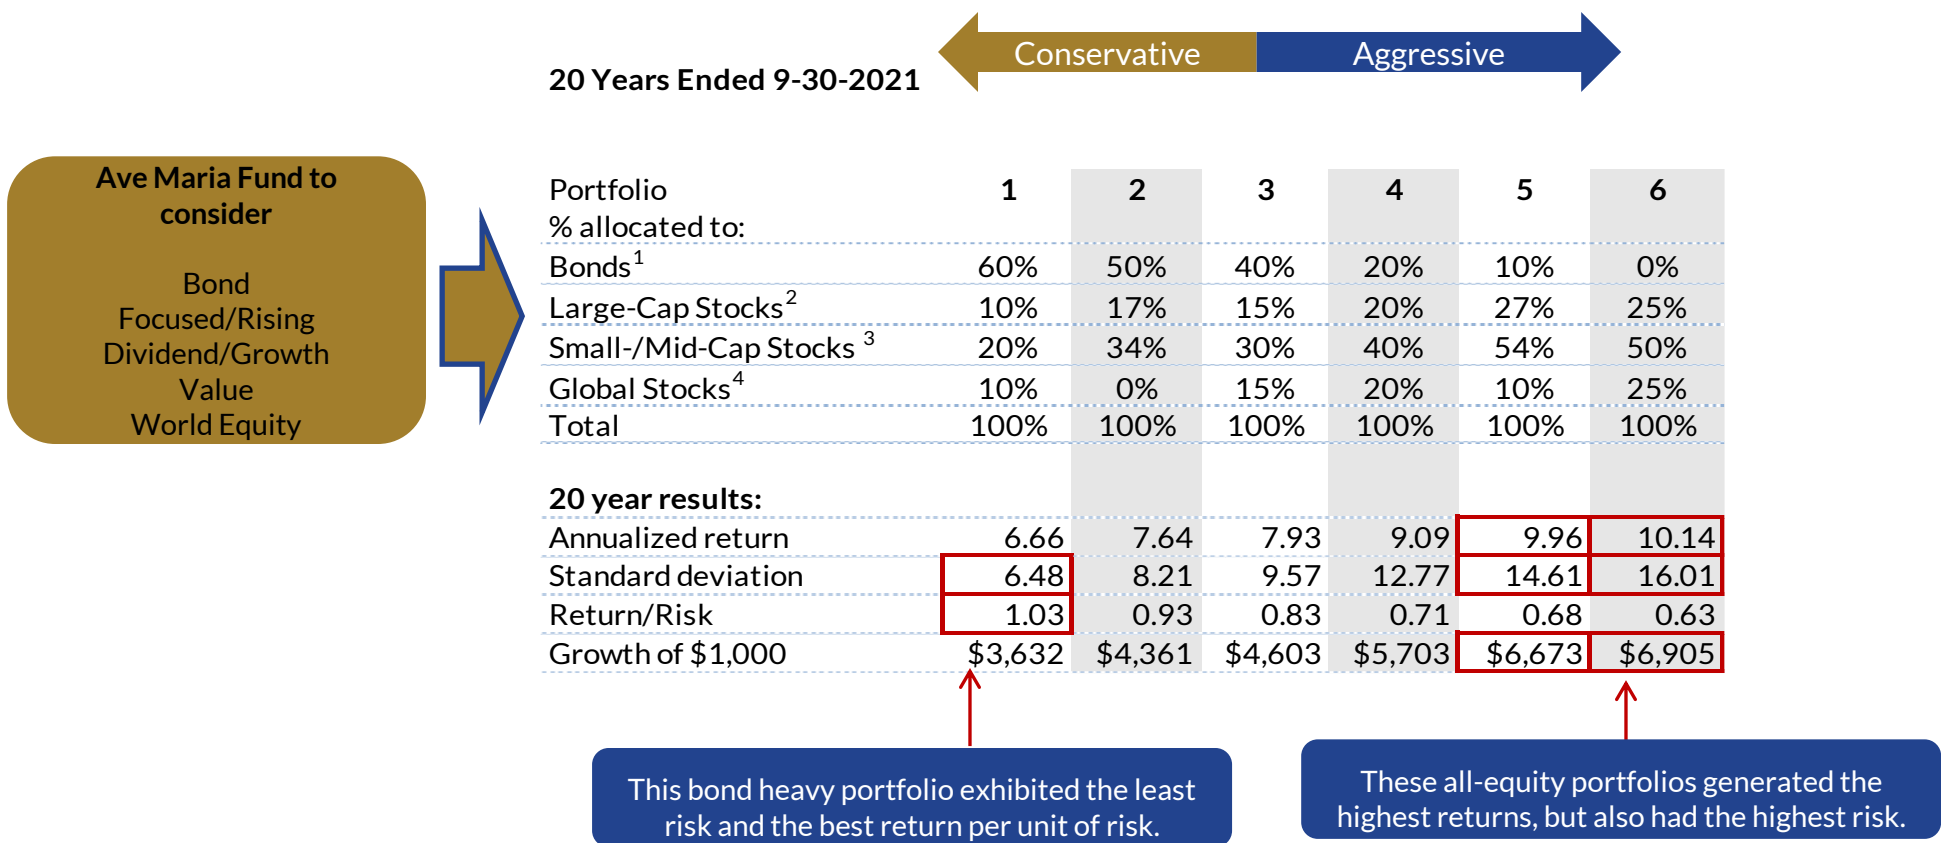 Conservative Aggressive
20 Years Ended 9-30-2021
Ave Maria Fund to
consider
Bond
Focused/Rising
Dividend/Growth
Value
World Equity
Portfolio 1 2 3 4 5 6
% allocated to:
Bonds1 60% 50% 40% 20% 10% 0%
Large-Cap Stocks2 10% 17% 15% 20% 27% 25%
Small-/Mid-Cap Stocks 3 20% 34% 30% 40% 54% 50%
Global Stocks4 10% 0% 15% 20% 10% 25%
Total 100% 100% 100% 100% 100% 100%
20 year results:
Annualized return 6.66 7.64 7.93 9.09 9.96 10.14
Standard deviation 6.48 8.21 9.57 12.77 14.61 16.01
Return/Risk 1.03 0.93 0.83 0.71 0.68 0.63
Growth of $1,000 $3,632 $4,361 $4,603 $5,703 $6,673 $6,905
This bond heavy portfolio exhibited the least
risk and the best return per unit of risk.
These all-equity portfolios generated the
highest returns, but also had the highest risk.